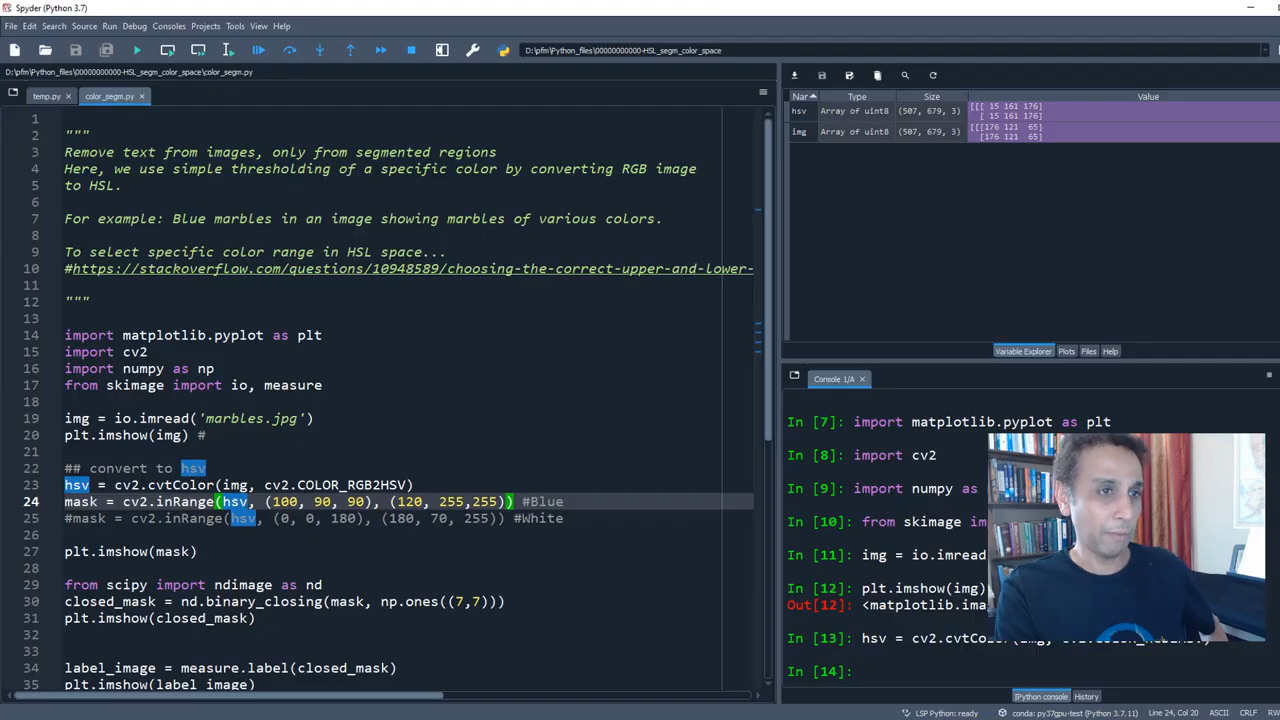 Spyder (Python 3.7)
File Edit Search Source Run Debug Consoles Projects Tools View Help
D:\pfm\Python_files\00000000000-HSL_segm_color_space
D:\pfm\Python_files\00000000000-HSL_segm_color_space\color_segm.py
temp.py color_segm.py
1
2 """
3 Remove text from images, only from segmented regions
4 Here, we use simple thresholding of a specific color by converting RGB image
5 to HSL.
6
7 For example: Blue marbles in an image showing marbles of various colors.
8
9 To select specific color range in HSL space...
10 #https://stackoverflow.com/questions/10948589/choosing-the-correct-upper-and-lower-
11
12 """
13
14 import matplotlib.pyplot as plt
15 import cv2
16 import numpy as np
17 from skimage import io, measure
18
19 img = io.imread('marbles.jpg')
20 plt.imshow(img) #
21
22 ## convert to hsv
23 hsv = cv2.cvtColor(img, cv2.COLOR_RGB2HSV)
24 mask = cv2.inRange(hsv, (100, 90, 90), (120, 255,255)) #Blue
25 #mask = cv2.inRange(hsv, (0, 0, 180), (180, 70, 255)) #White
26
27 plt.imshow(mask)
28
29 from scipy import ndimage as nd
30 closed_mask = nd.binary_closing(mask, np.ones((7,7)))
31 plt.imshow(closed_mask)
32
33
34 label_image = measure.label(closed_mask)
35 plt.imshow(label_image)
Nar Type Size Value
hsv Array of uint8 (507, 679, 3) [[[ 15 161 176]
[ 15 161 176]
img Array of uint8 (507, 679, 3) [[[176 121 65]
[176 121 65]
Variable Explorer Plots Files Help
Console 1/A
In [7]: import matplotlib.pyplot as plt
In [8]: import cv2
In [9]: import numpy
In [10]: from skimage im
In [11]: img = io.imread
In [12]: plt.imshow(img)
Out[12]: <matplotlib.ima
In [13]: hsv = cv2.cvtColor(img,
In [14]:
IPython console History
LSP Python: ready conda: py37gpu-test (Python 3.7.11) Line 24, Col 20 ASCII CRLF RW